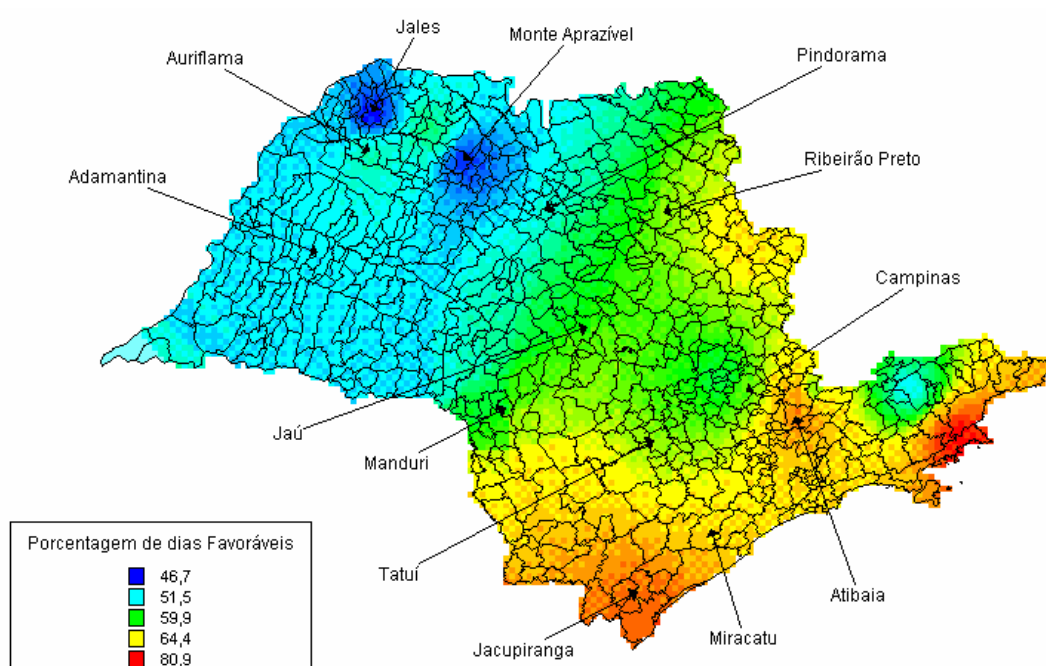 Jales
Monte Aprazível
Auriflama
Pindorama
Ribeirão Preto
Adamantina
Campinas
Jaú
Manduri
Tatuí
Atibaia
Miracatu
Jacupiranga
Porcentagem de dias Favoráveis
46,7
51,5
59,9
64,4
80,9